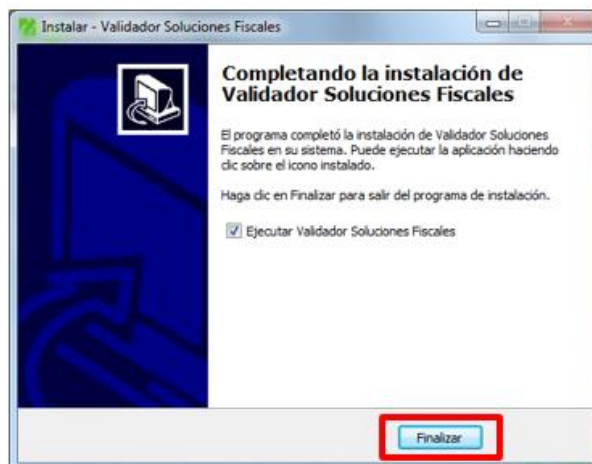 Instalar - Validador Soluciones Fiscales
Completando la instalación de
Validador Soluciones Fiscales
El programa completó la instalación de Validador Soluciones
Fiscales en su sistema. Puede ejecutar la aplicación haciendo
clic sobre el icono instalado.
Haga clic en Finalizar para salir del programa de instalación.
Ejecutar Validador Soluciones Fiscales
Finalizar